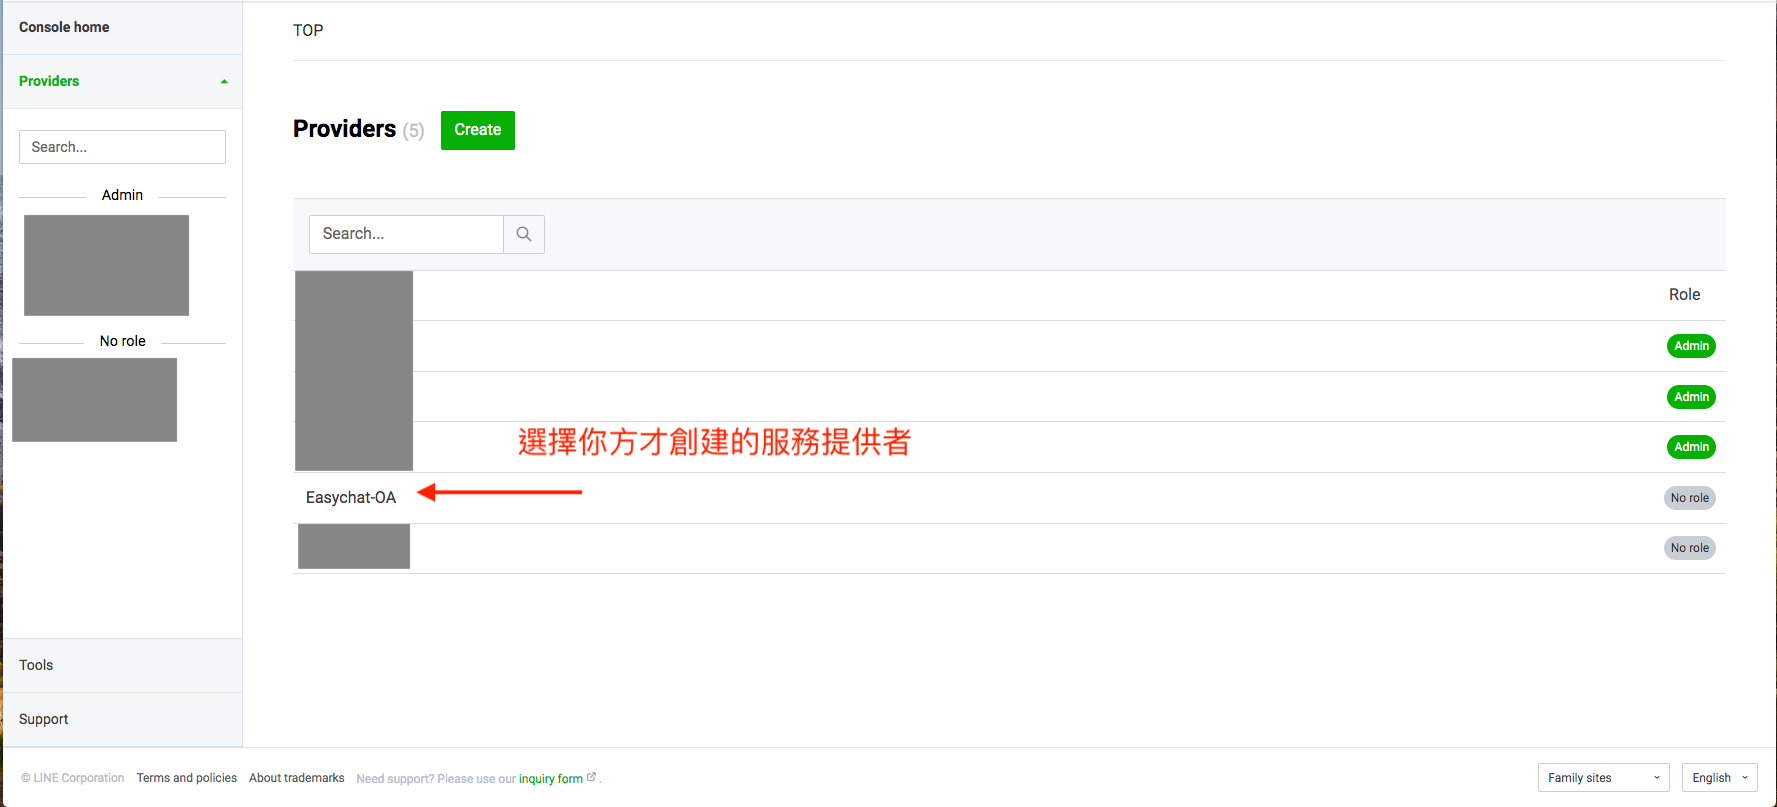 Console home
Providers
Search...
Admin
No role
Tools
Support
TOP
Providers (5) Create
Search...
Role
Admin
Admin
選擇你方才創建的服務提供者
Admin
Easychat-OA
No role
No role
© LINE Corporation Terms and policies About trademarks Need support? Please use our inquiry form .
Family sites
English